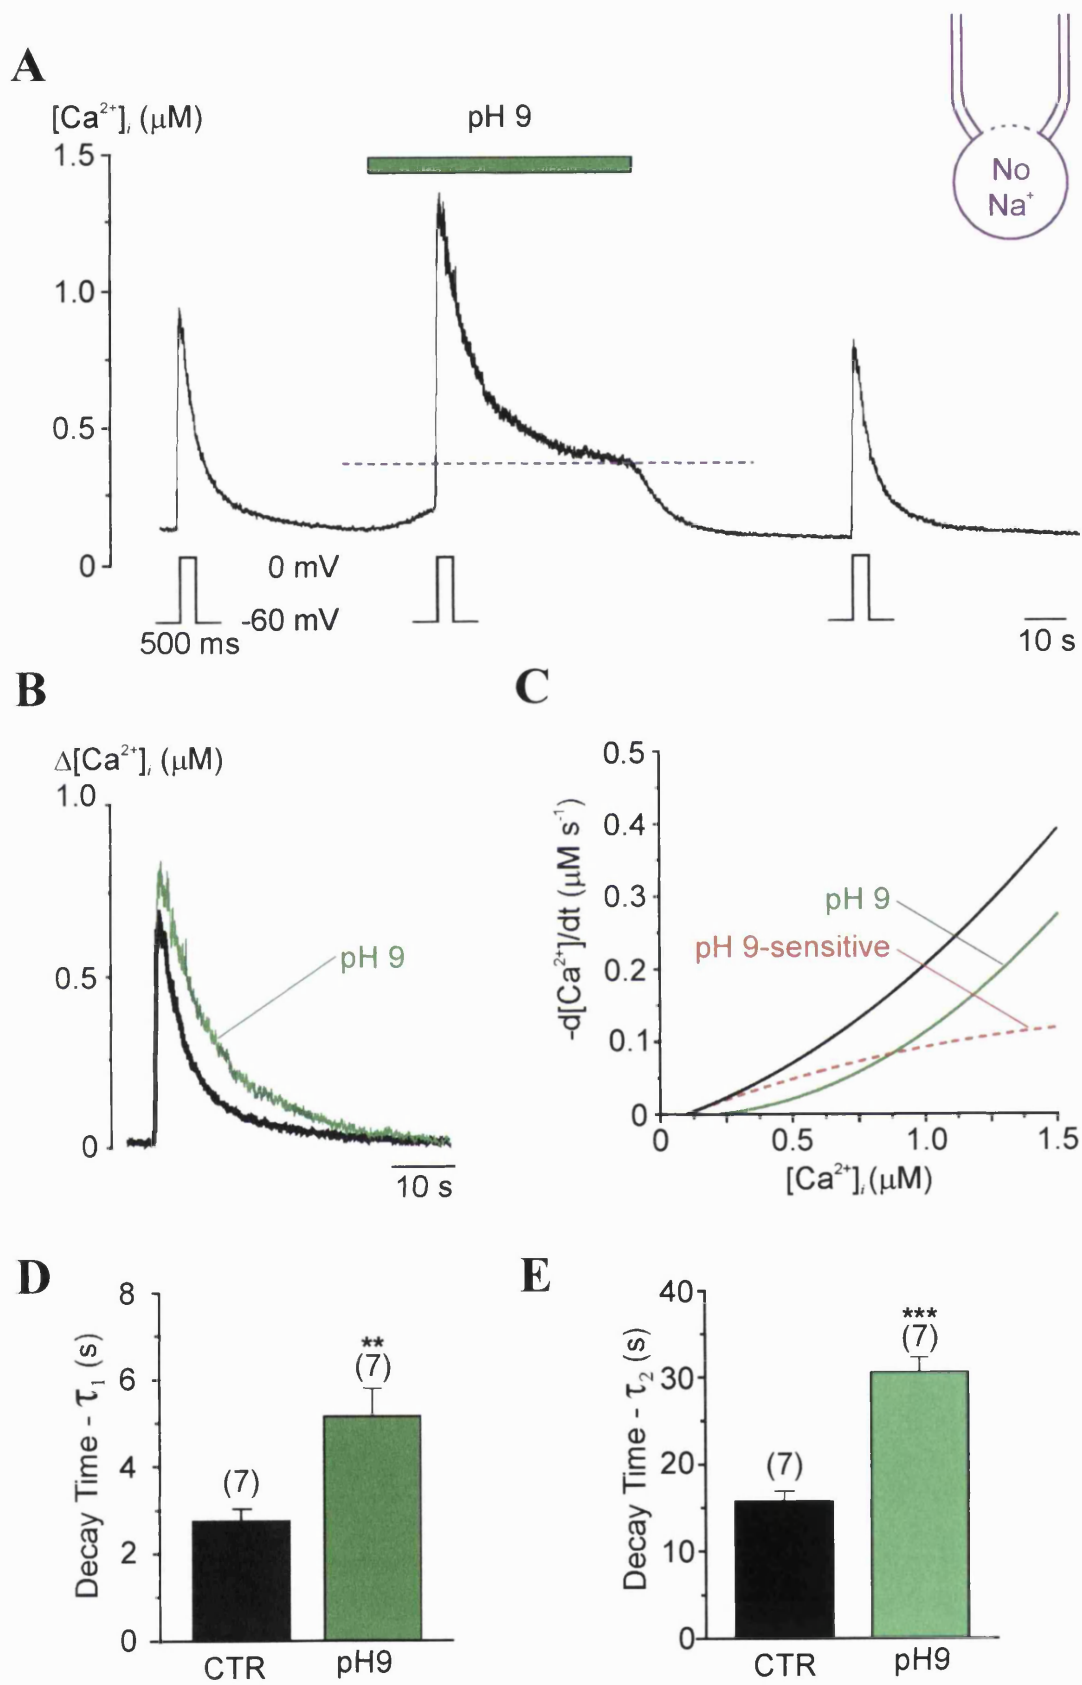 A
[Ca²⁺]ᵢ (μM)
pH 9
No
Na⁺
1.5
1.0
0.5
0
0 mV
-60 mV
500 ms
10 s
B
Δ[Ca²⁺]ᵢ (μM)
1.0
0.5
0
pH 9
10 s
C
-d[Ca²⁺]/dt (μM s⁻¹)
0.5
0.4
0.3
0.2
0.1
0
pH 9
pH 9-sensitive
0 0.5 1.0 1.5
[Ca²⁺]ᵢ(μM)
D
Decay Time - τ₁ (s)
8
6
4
2
0
(7)
**
(7)
CTR pH9
E
Decay Time - τ₂ (s)
40
30
20
10
0
(7)
***
(7)
CTR pH9